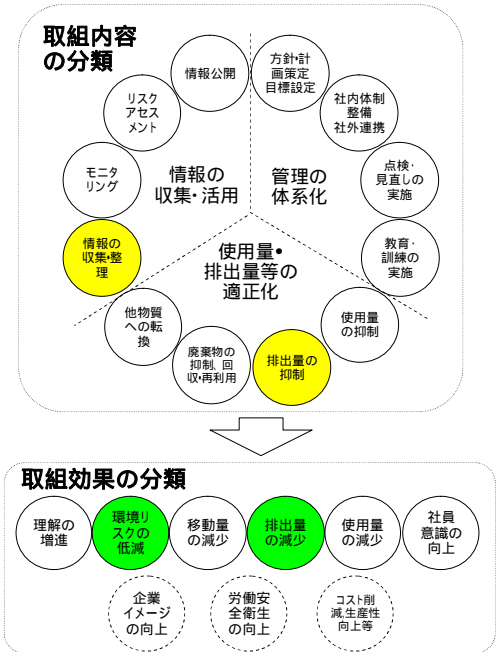 取組内容
の分類
情報公開
方針・計
画策定
目標設定
リスク
アセス
メント
社内体制
整備
社外連携
モニタ
リング
情報の
収集・活用
管理の
体系化
点検・
見直しの
実施
情報の
収集・整
理
使用量・
排出量等の
適正化
教育・
訓練の
実施
他物質
への転
換
使用量
の抑制
廃棄物の
抑制、回
収・再利用
排出量の
抑制
取組効果の分類
理解の
増進
環境リ
スクの
低減
移動量
の減少
排出量
の減少
使用量
の減少
社員
意識の
向上
企業
イメージ
の向上
労働安
全衛生
の向上
コスト削
減、生産性
向上等